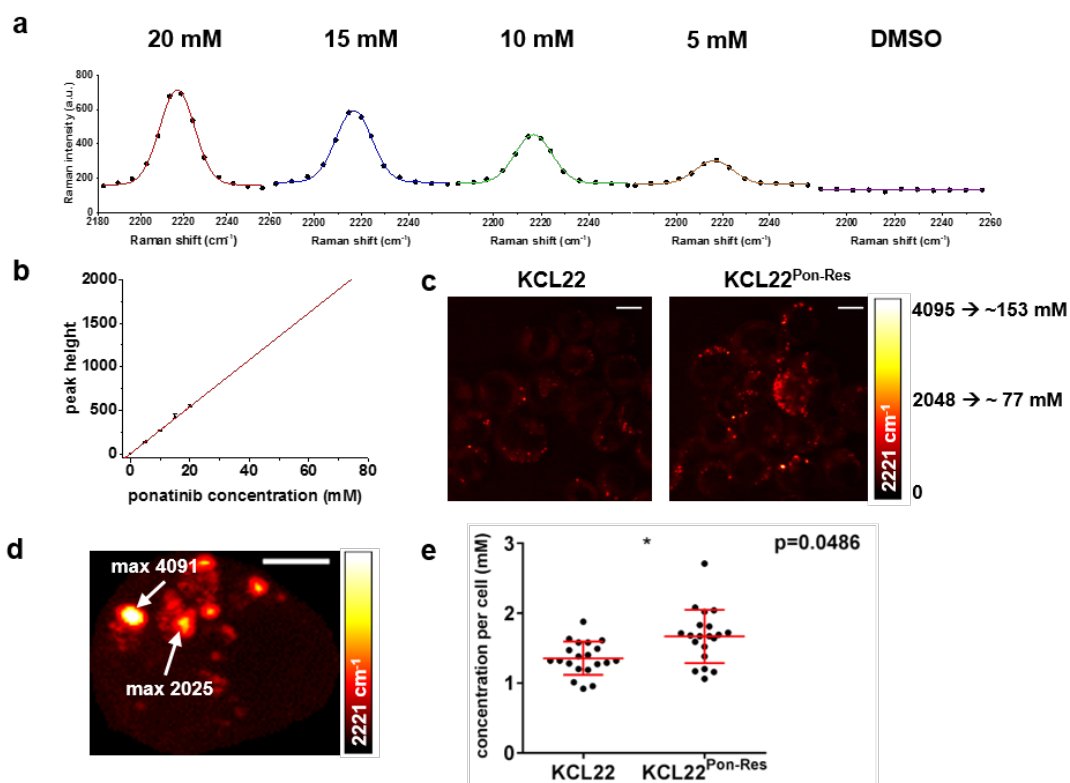 a
20 mM 15 mM 10 mM 5 mM DMSO
Raman intensity (a.u.)
800
600
400
200
0
2180 2200 2220 2240 2260 2200 2220 2240 2200 2220 2240 2200 2220 2240 2200 2220 2240 2260
Raman shift (cm⁻¹) Raman shift (cm⁻¹) Raman shift (cm⁻¹) Raman shift (cm⁻¹) Raman shift (cm⁻¹)
b
peak height
2000
1500
1000
500
0
0 20 40 60 80
ponatinib concentration (mM)
c
KCL22 KCL22Pon-Res
2221 cm⁻¹
4095 → ~153 mM
2048 → ~ 77 mM
0
d
max 4091
max 2025
2221 cm⁻¹
e
concentration per cell (mM)
3
2
1
0
* p=0.0486
KCL22 KCL22Pon-Res